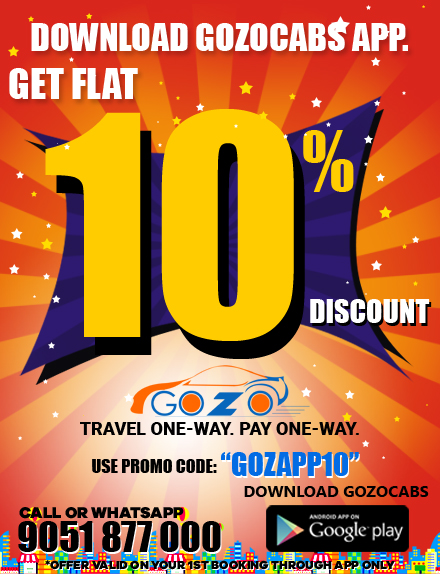 DOWNLOAD GOZOCABS APP.
GET FLAT
10%
DISCOUNT
GOZO
TRAVEL ONE-WAY. PAY ONE-WAY.
USE PROMO CODE: “GOZAPP10”
DOWNLOAD GOZOCABS
CALL OR WHATSAPP
9051 877 000
ANDROID APP ON
Google play
*OFFER VALID ON YOUR 1ST BOOKING THROUGH APP ONLY